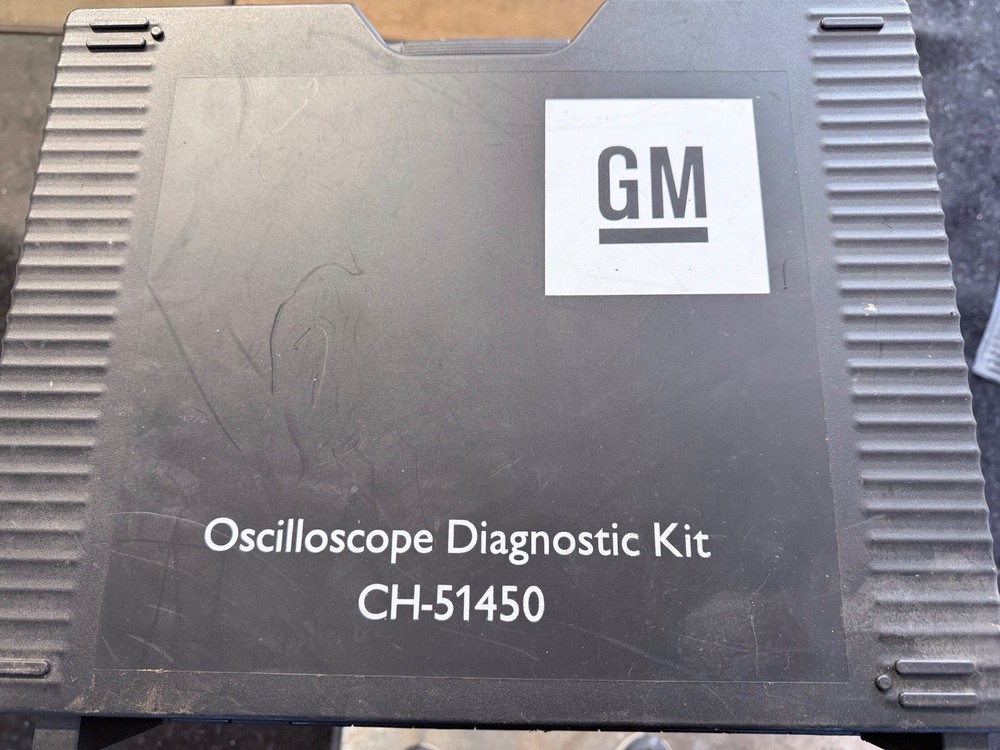 GM
Oscilloscope Diagnostic Kit
CH-51450